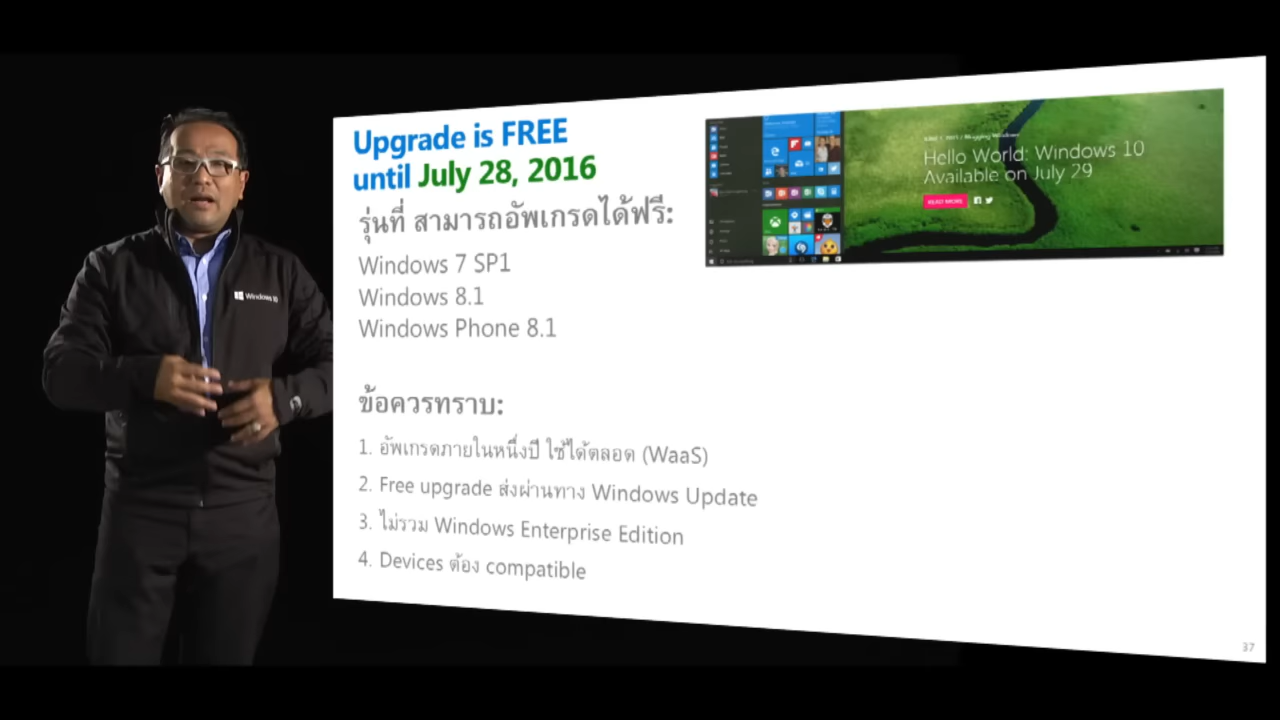 Upgrade is FREE
until July 28, 2016
รุ่นที่ สามารถอัพเกรดได้ฟรี:
Windows 7 SP1
Windows 8.1
Windows Phone 8.1
ข้อควรทราบ:
1. อัพเกรดภายในหนึ่งปี ใช้ได้ตลอด (WaaS)
2. Free upgrade ส่งผ่านทาง Windows Update
3. ไม่รวม Windows Enterprise Edition
4. Devices ต้อง compatible
Hello World: Windows 10
Available on July 29
READ MORE
Windows 10
37